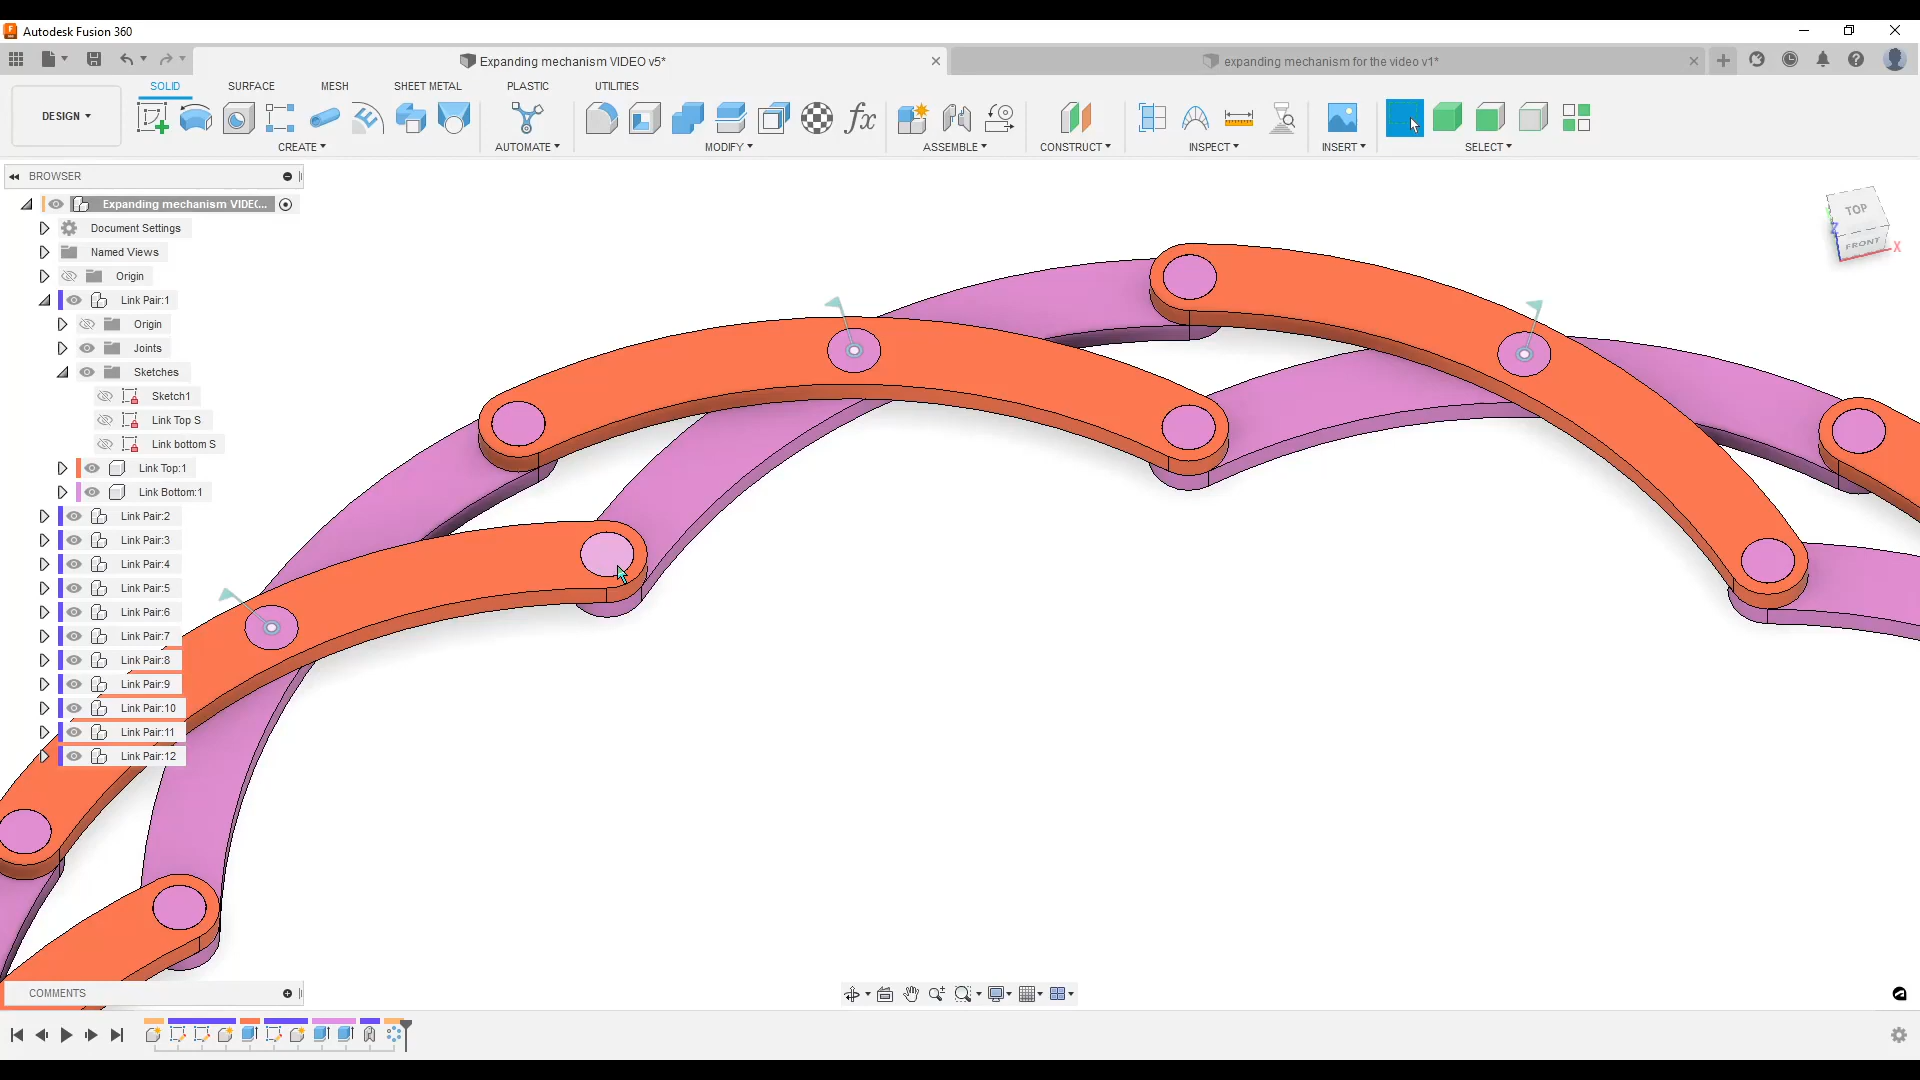 Autodesk Fusion 360
Expanding mechanism VIDEO v5*
expanding mechanism for the video v1*
SOLID SURFACE MESH SHEET METAL PLASTIC UTILITIES
DESIGN
fx
CREATE AUTOMATE MODIFY ASSEMBLE CONSTRUCT INSPECT INSERT SELECT
BROWSER
Expanding mechanism VIDEC...
Document Settings
Named Views
Origin
Link Pair:1
Origin
Joints
Sketches
Sketch1
Link Top S
Link bottom S
Link Top:1
Link Bottom:1
Link Pair:2
Link Pair:3
Link Pair:4
Link Pair:5
Link Pair:6
Link Pair:7
Link Pair:8
Link Pair:9
Link Pair:10
Link Pair:11
Link Pair:12
TOP
FRONT
Z
X
COMMENTS